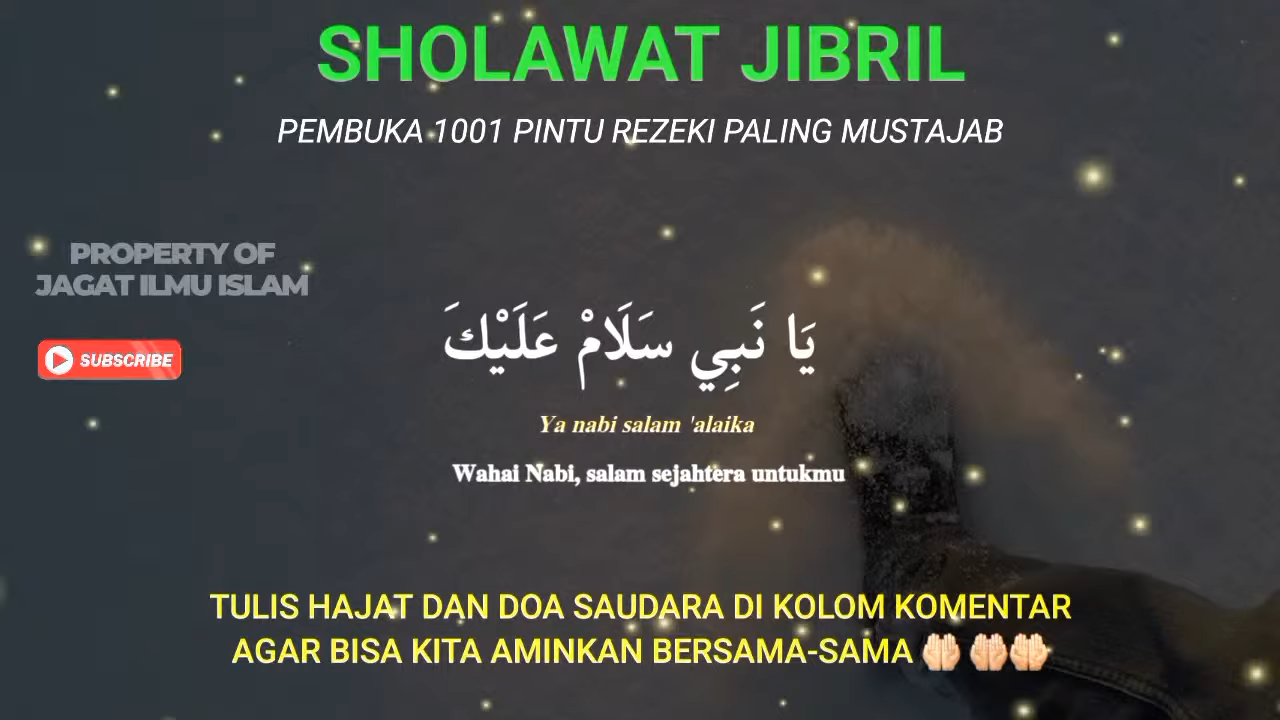 SHOLAWAT JIBRIL
PEMBUKA 1001 PINTU REZEKI PALING MUSTAJAB
PROPERTY OF
JAGAT ILMU ISLAM
SUBSCRIBE
يَا نَبِي سَلَامْ عَلَيْكَ
Ya nabi salam 'alaika
Wahai Nabi, salam sejahtera untukmu
TULIS HAJAT DAN DOA SAUDARA DI KOLOM KOMENTAR
AGAR BISA KITA AMINKAN BERSAMA-SAMA 🤲🏻 🤲🏻🤲🏻